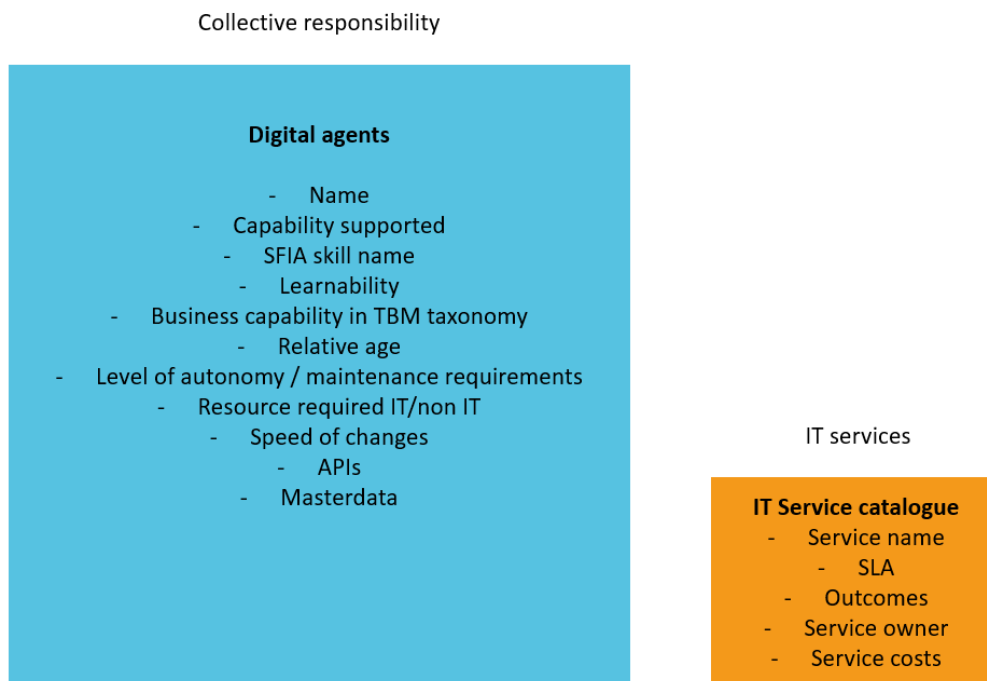 Collective responsibility
Digital agents
- Name
- Capability supported
- SFIA skill name
- Learnability
- Business capability in TBM taxonomy
- Relative age
- Level of autonomy / maintenance requirements
- Resource required IT/non IT
- Speed of changes
- APIs
- Masterdata
IT services
IT Service catalogue
- Service name
- SLA
- Outcomes
- Service owner
- Service costs